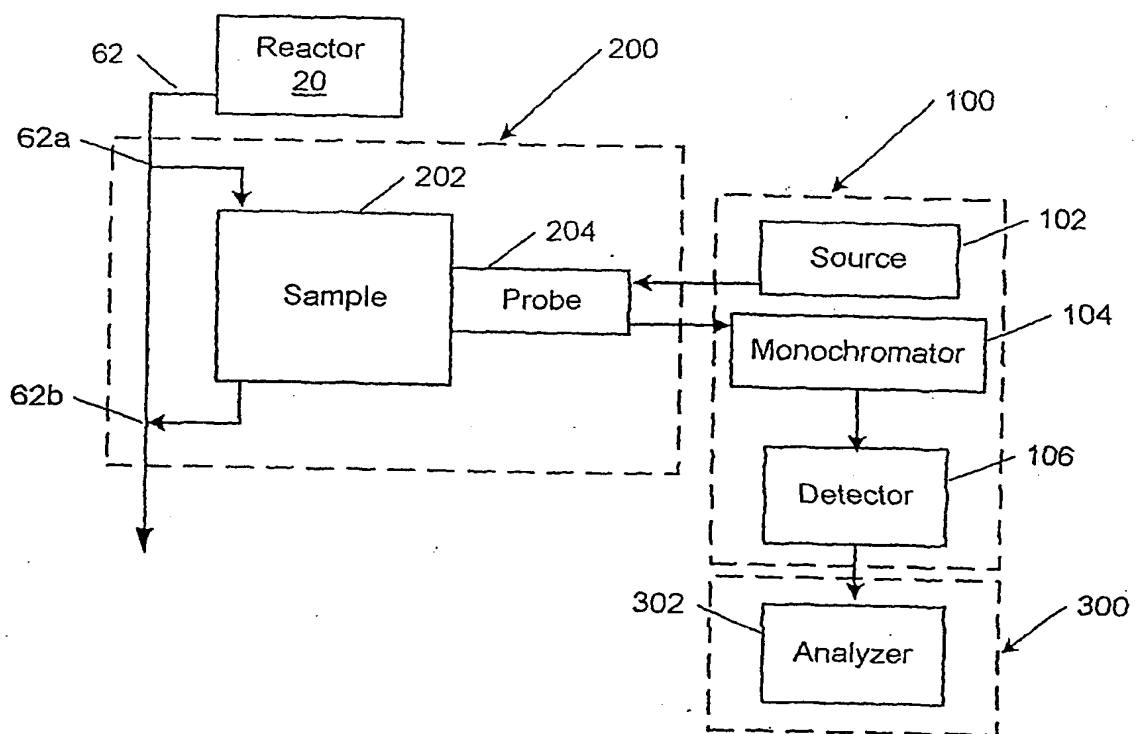 Reactor
20
62
200
62a
100
202
102
204
Source
Sample
Probe
104
Monochromator
62b
106
Detector
302
300
Analyzer